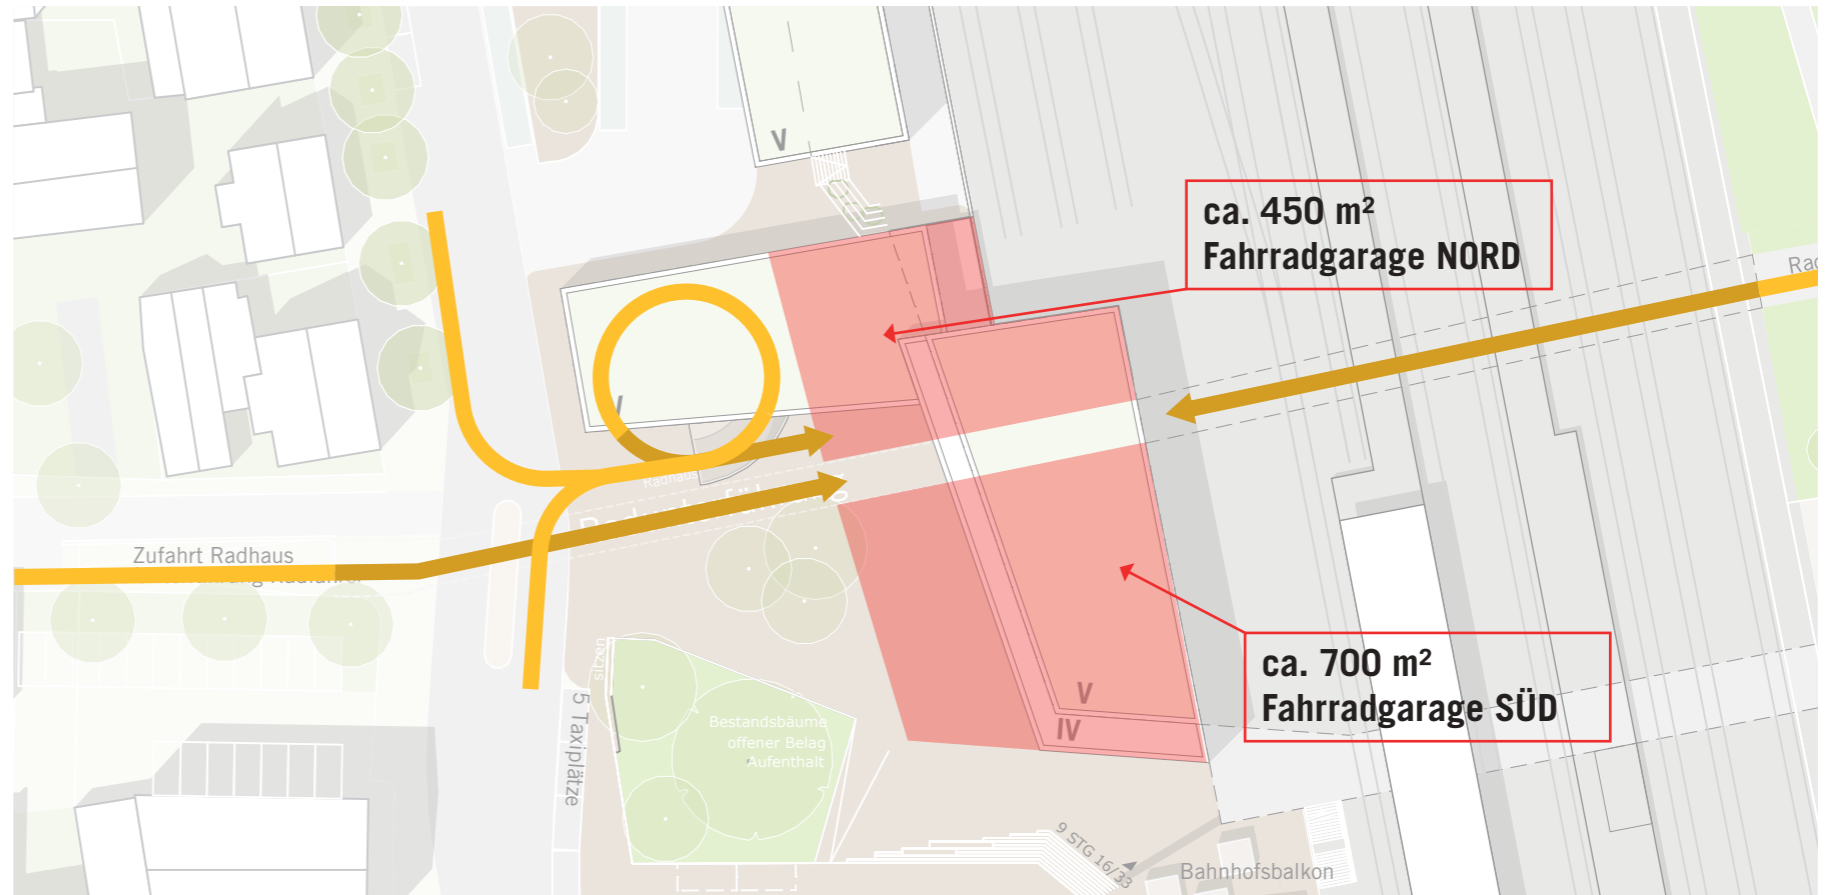 V
ca. 450 m²
Fahrradgarage NORD
V
Radhaus
Zufahrt Radhaus
sitzen
5 Taxiplätze
Bestandsbäume
offener Belag
Aufenthalt
V
IV
ca. 700 m²
Fahrradgarage SÜD
9 STG 16/33
Bahnhofsbalkon